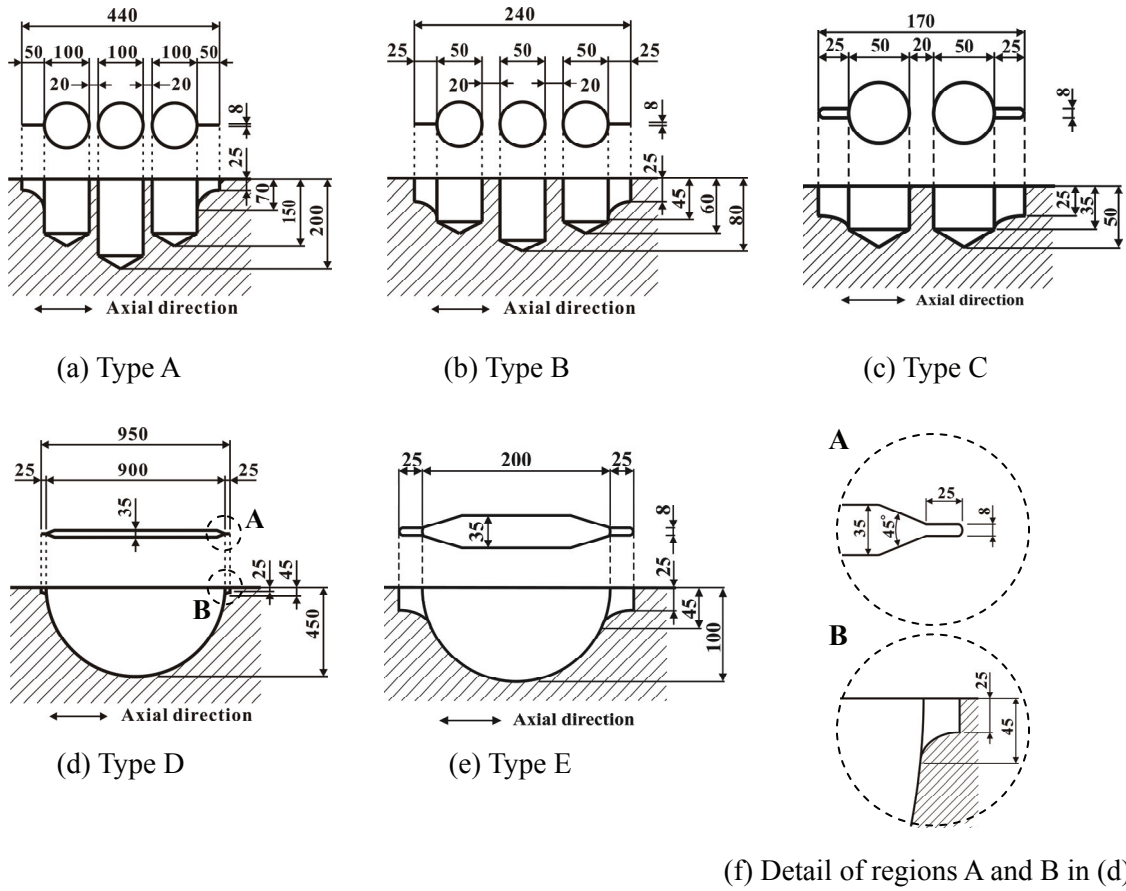 440
50 100 100 100 50
20 20
8
25
70
150
200
Axial direction
(a) Type A
240
25 50 50 50 25
20 20
8
25
45
60
80
Axial direction
(b) Type B
170
25 50 20 50 25
8
25
35
50
Axial direction
(c) Type C
950
25 900 25
35
A
B
25
45
450
Axial direction
(d) Type D
25 200 25
35
8
25
45
100
Axial direction
(e) Type E
A
25
35
45°
8
B
25
45
(f) Detail of regions A and B in (d)